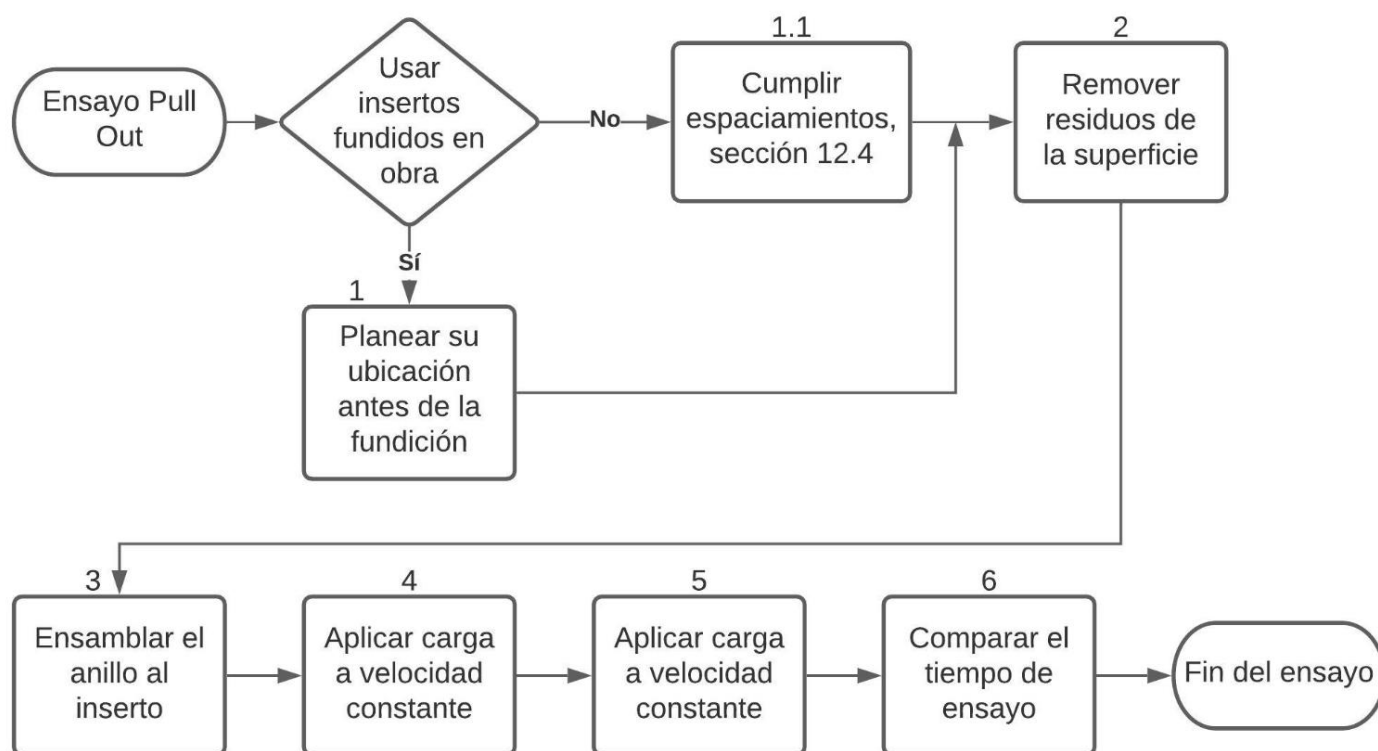 Ensayo Pull
Out
Usar
insertos
fundidos en
obra
No
1.1
Cumplir
espaciamientos,
sección 12.4
2
Remover
residuos de
la superficie
Sí
1
Planear su
ubicación
antes de la
fundición
3
Ensamblar el
anillo al
inserto
4
Aplicar carga
a velocidad
constante
5
Aplicar carga
a velocidad
constante
6
Comparar el
tiempo de
ensayo
Fin del ensayo